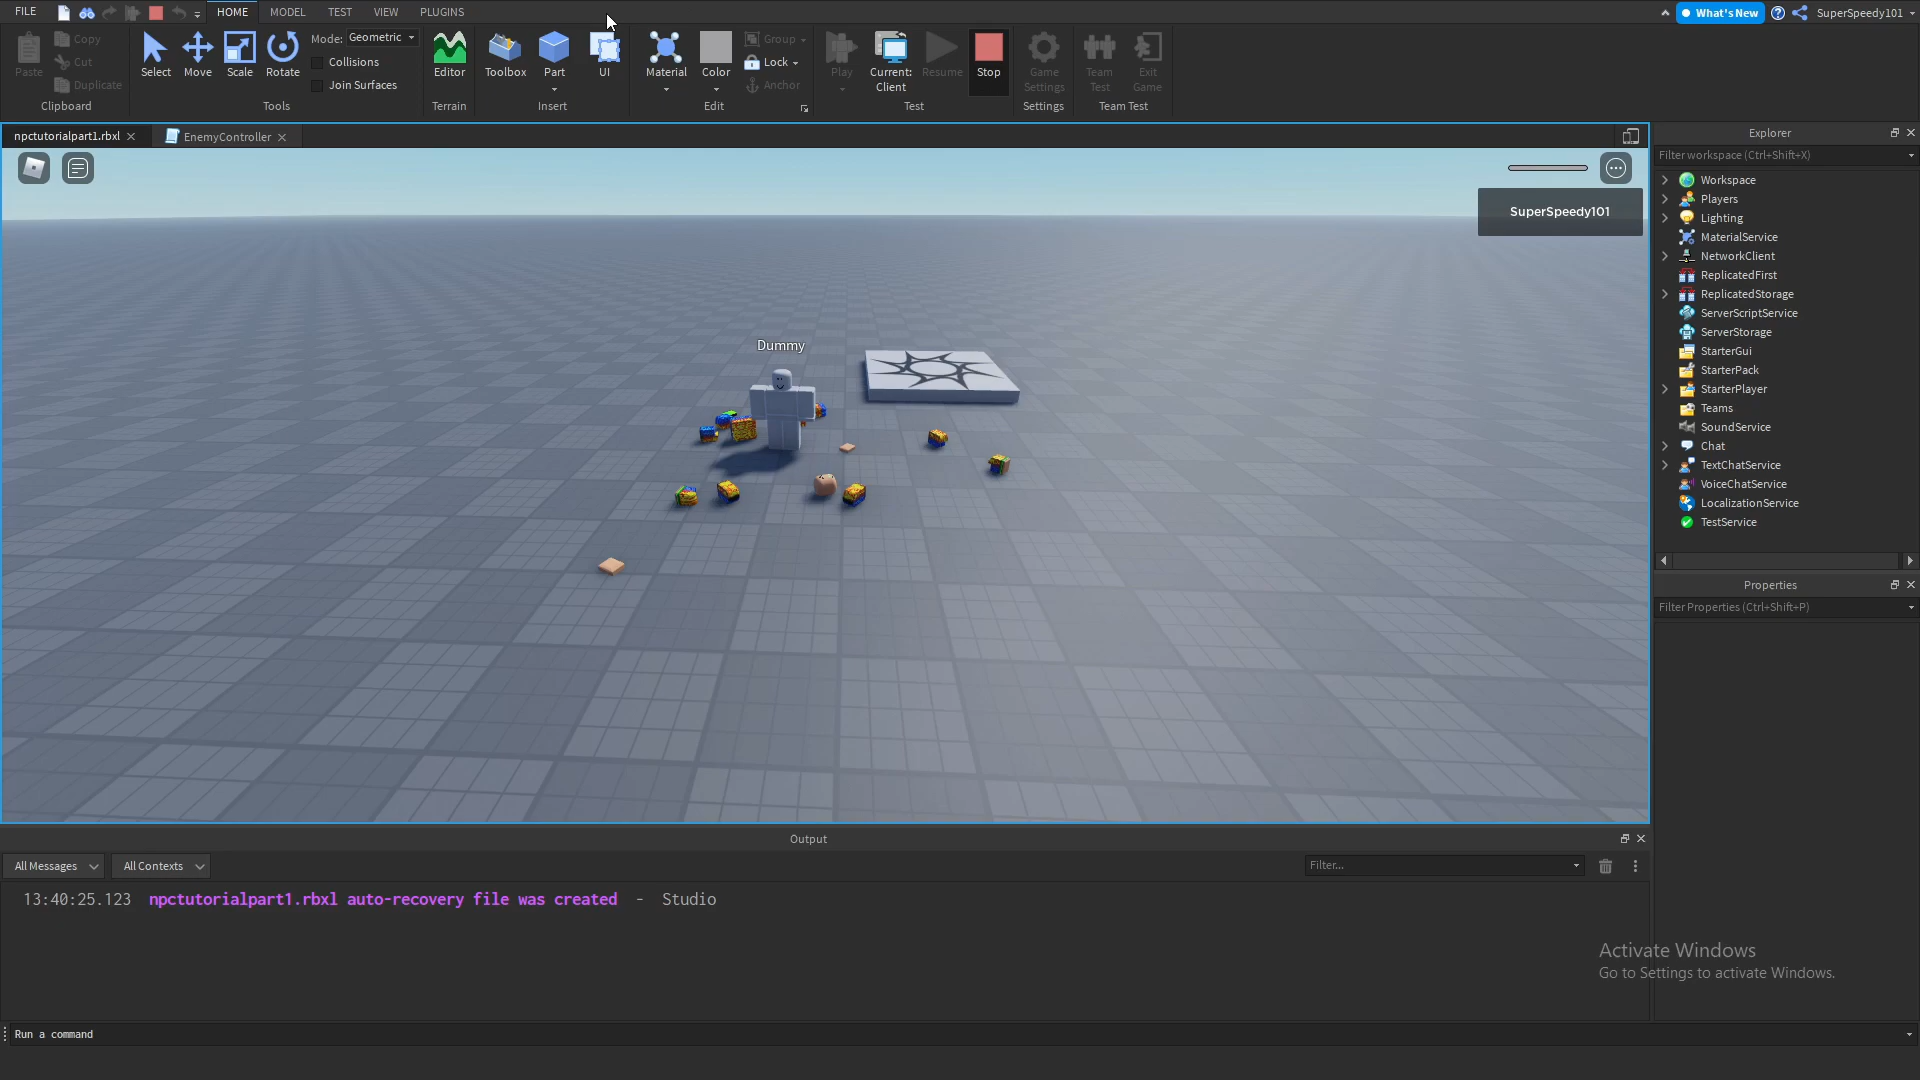 FILE
HOME
MODEL
TEST
VIEW
PLUGINS
What's New
SuperSpeedy101
Paste
Copy
Cut
Duplicate
Clipboard
Select
Move
Scale
Rotate
Mode: Geometric
Collisions
Join Surfaces
Tools
Editor
Terrain
Toolbox
Part
UI
Insert
Material
Color
Group
Lock
Anchor
Edit
Play
Current:
Client
Resume
Stop
Test
Game
Settings
Settings
Team
Test
Exit
Game
Team Test
npctutorialpart1.rbxl
EnemyController
SuperSpeedy101
Dummy
Explorer
Filter workspace (Ctrl+Shift+X)
Workspace
Players
Lighting
MaterialService
NetworkClient
ReplicatedFirst
ReplicatedStorage
ServerScriptService
ServerStorage
StarterGui
StarterPack
StarterPlayer
Teams
SoundService
Chat
TextChatService
VoiceChatService
LocalizationService
TestService
Properties
Filter Properties (Ctrl+Shift+P)
Output
All Messages
All Contexts
Filter...
13:40:25.123 npctutorialpart1.rbxl auto-recovery file was created - Studio
Activate Windows
Go to Settings to activate Windows.
Run a command